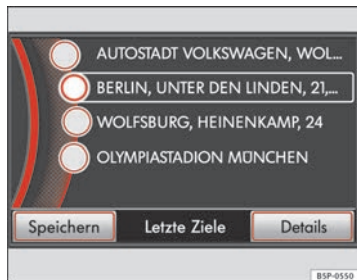 AUTOSTADT VOLKSWAGEN, WOL...
BERLIN, UNTER DEN LINDEN, 21,...
WOLFSBURG, HEINENKAMP, 24
OLYMPIASTADION MÜNCHEN
Speichern Letzte Ziele Details
B5P-0550